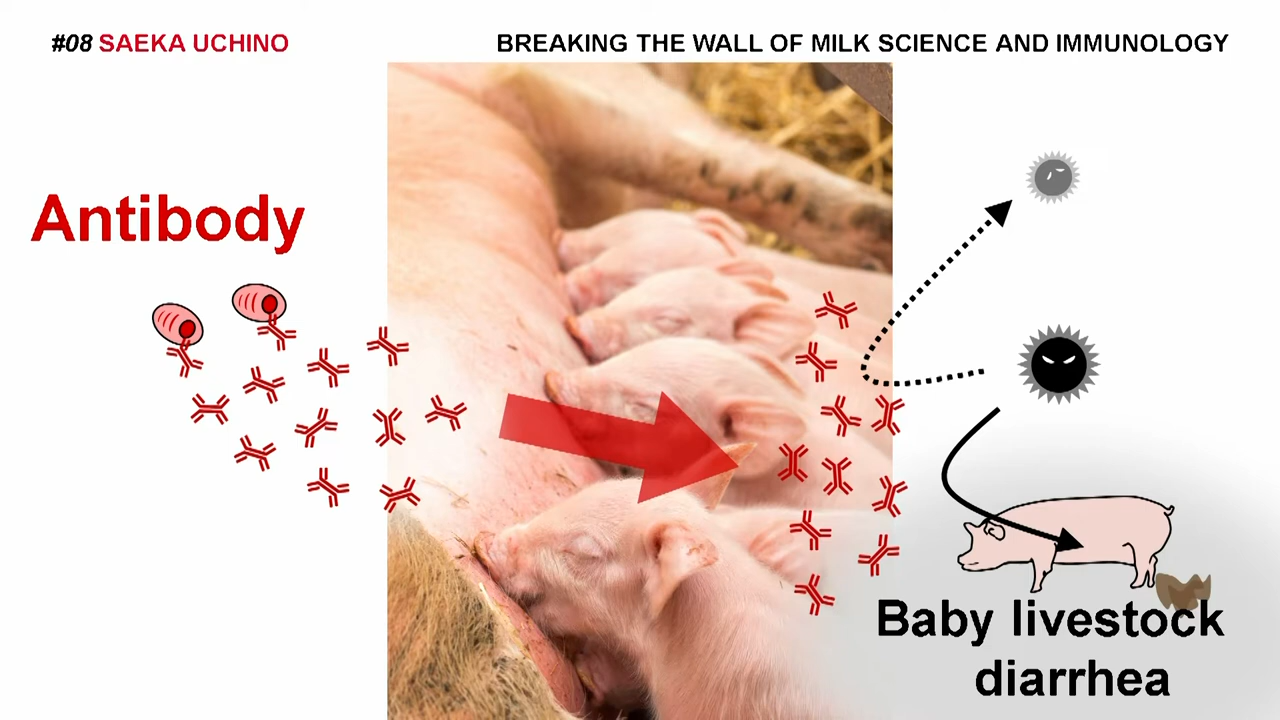 #08 SAEKA UCHINO
BREAKING THE WALL OF MILK SCIENCE AND IMMUNOLOGY
Antibody
Baby livestock
diarrhea